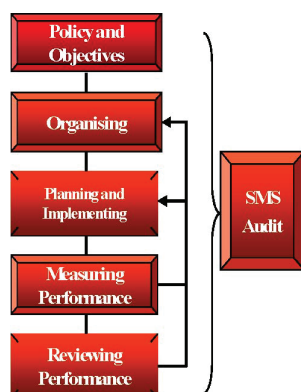 Policy and
Objectives
Organising
Planning and
Implementing
Measuring
Performance
Reviewing
Performance
SMS
Audit